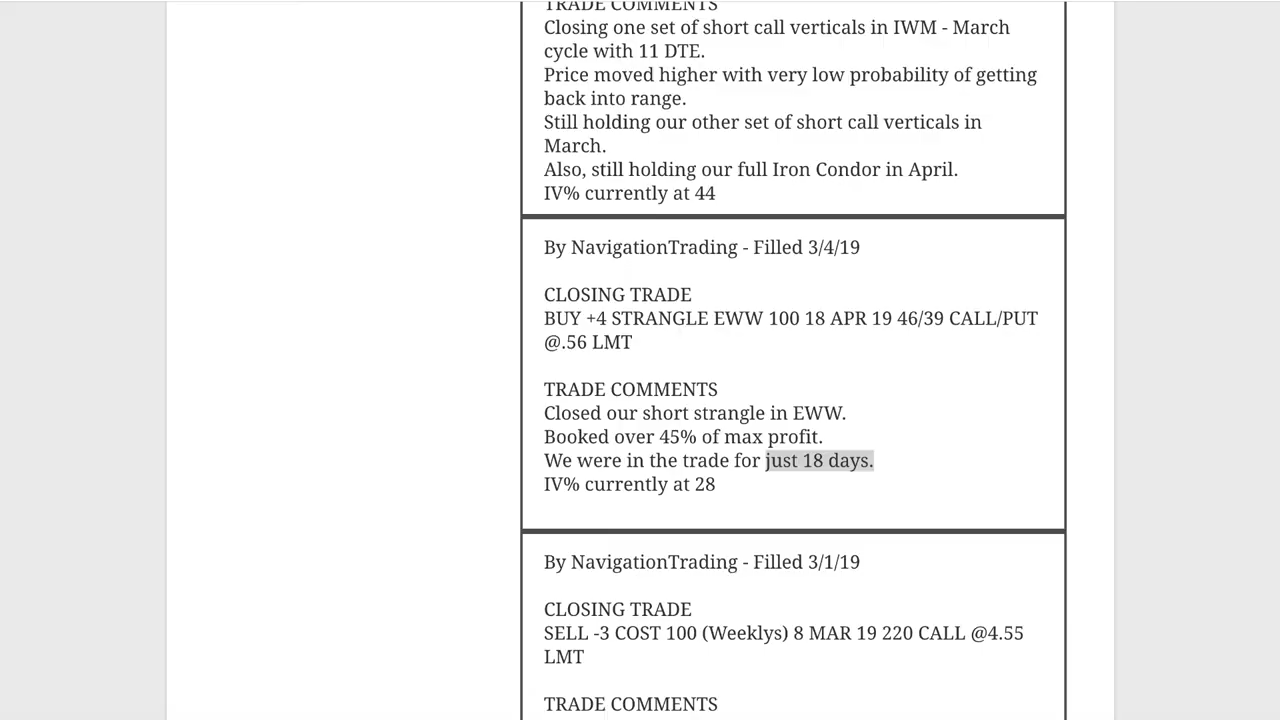 TRADE COMMENTS
Closing one set of short call verticals in IWM - March
cycle with 11 DTE.
Price moved higher with very low probability of getting
back into range.
Still holding our other set of short call verticals in
March.
Also, still holding our full Iron Condor in April.
IV% currently at 44
By NavigationTrading - Filled 3/4/19
CLOSING TRADE
BUY +4 STRANGLE EWW 100 18 APR 19 46/39 CALL/PUT
@.56 LMT
TRADE COMMENTS
Closed our short strangle in EWW.
Booked over 45% of max profit.
We were in the trade for just 18 days.
IV% currently at 28
By NavigationTrading - Filled 3/1/19
CLOSING TRADE
SELL -3 COST 100 (Weeklys) 8 MAR 19 220 CALL @4.55
LMT
TRADE COMMENTS